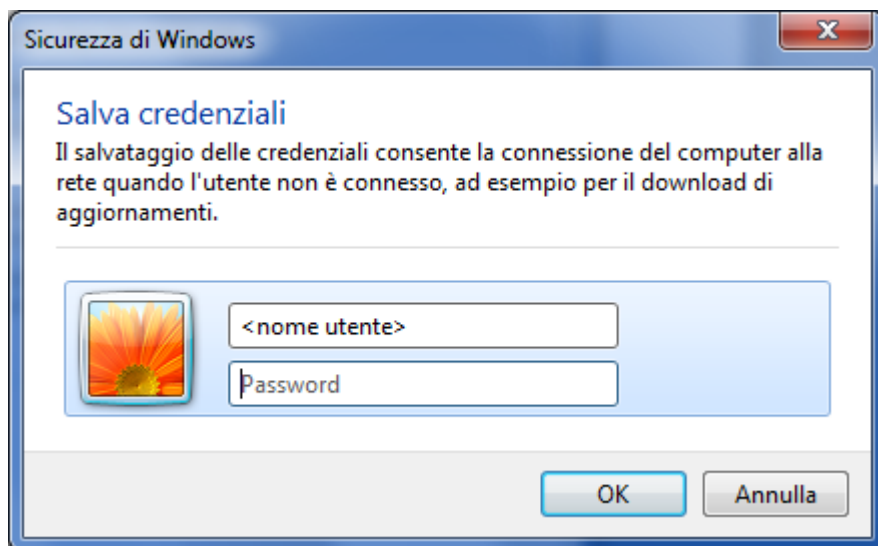 Sicurezza di Windows
Salva credenziali
Il salvataggio delle credenziali consente la connessione del computer alla
rete quando l'utente non è connesso, ad esempio per il download di
aggiornamenti.
<nome utente>
Password
OK
Annulla